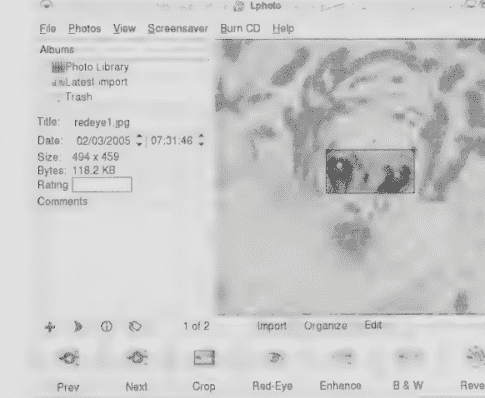 Lphoto
File Photos View Screensaver Burn CD Help
Albums
Photo Library
Latest Import
Trash
Title: redeye1.jpg
Date: 02/03/2005 07:31:46
Size: 494 x 459
Bytes: 118.2 KB
Rating
Comments
1 of 2 Import Organize Edit
Prev Next Crop Red-Eye Enhance B & W Reve